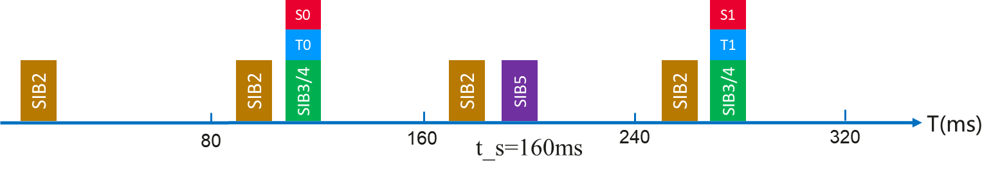 S0
S1
T0
T1
SIB2
SIB2
SIB3/4
SIB2
SIB5
SIB2
SIB3/4
T(ms)
80
160
240
320
t_s=160ms